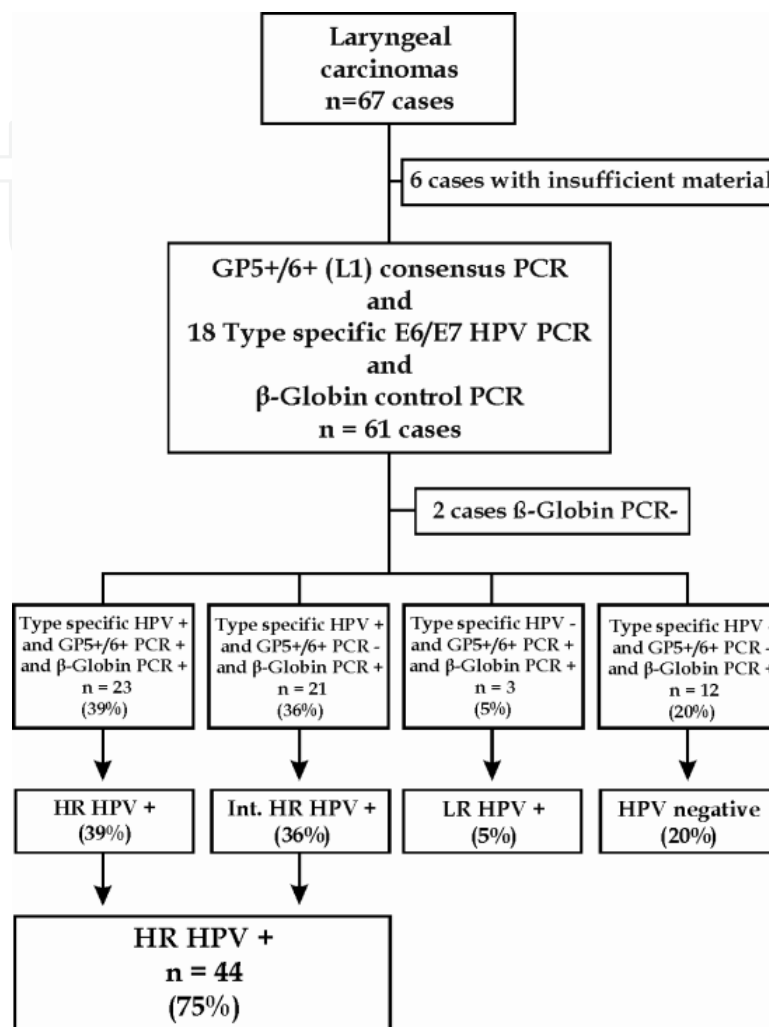 Laryngeal
carcinomas
n=67 cases
6 cases with insufficient material
GP5+/6+ (L1) consensus PCR
and
18 Type specific E6/E7 HPV PCR
and
β-Globin control PCR
n = 61 cases
2 cases ß-Globin PCR-
Type specific HPV +
and GP5+/6+ PCR +
and β-Globin PCR +
n = 23
(39%)
Type specific HPV +
and GP5+/6+ PCR -
and β-Globin PCR +
n = 21
(36%)
Type specific HPV -
and GP5+/6+ PCR +
and β-Globin PCR +
n = 3
(5%)
Type specific HPV -
and GP5+/6+ PCR -
and β-Globin PCR +
n = 12
(20%)
HR HPV +
(39%)
Int. HR HPV +
(36%)
LR HPV +
(5%)
HPV negative
(20%)
HR HPV +
n = 44
(75%)